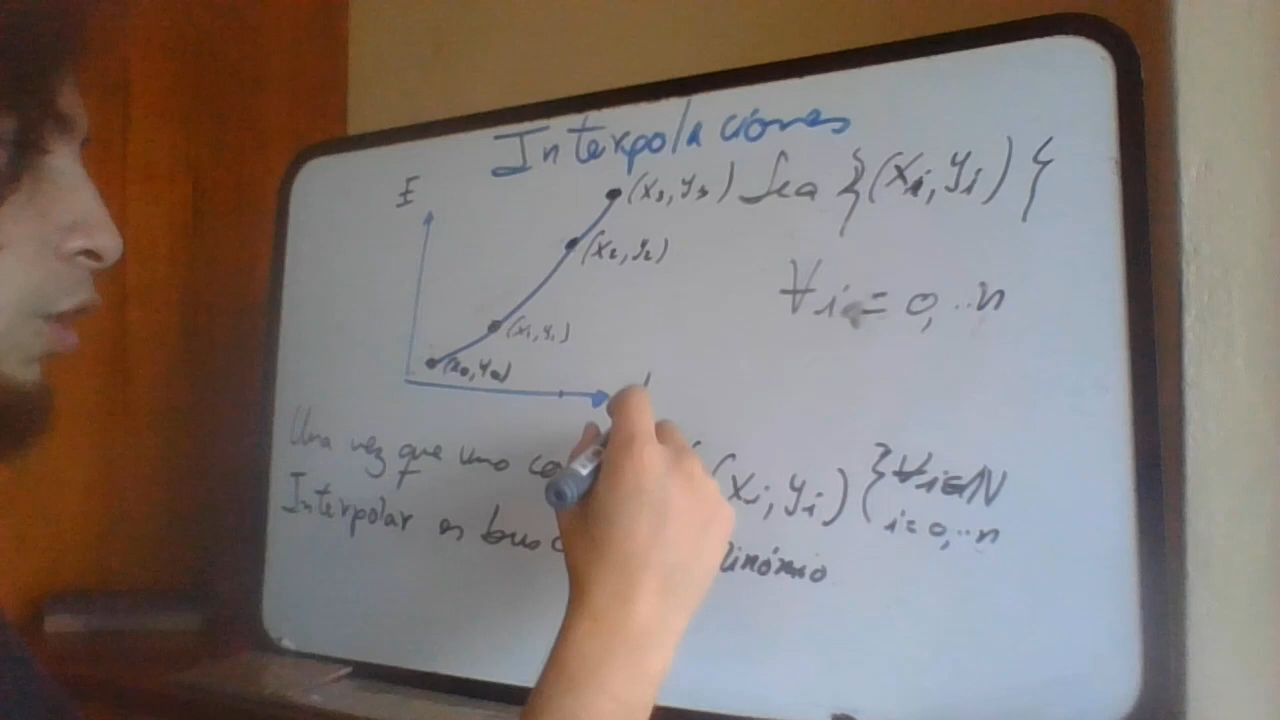 Interpolaciones
I
(x₃, y₃) Sea }(xᵢ, yᵢ) {
(x₂, y₂)
∀i = 0, ..n
(x₁, y₁)
(x₀, y₀)
Una vez que uno (xᵢ, yᵢ) } ∀i∈N
i = 0, ..n
Interpolar es